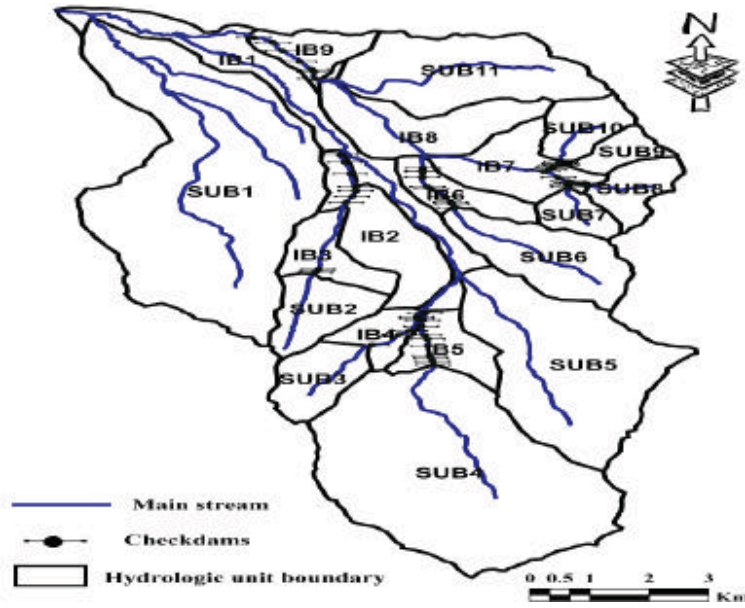 N
IB9
IB1
SUB11
SUB10
IB8
SUB9
IB7
SUB8
SUB1
IB6
SUB7
IB2
IB3
SUB6
SUB2
IB4
IB5
SUB5
SUB3
SUB4
Main stream
Checkdams
Hydrologic unit boundary
0 0.5 1 2 3
Km